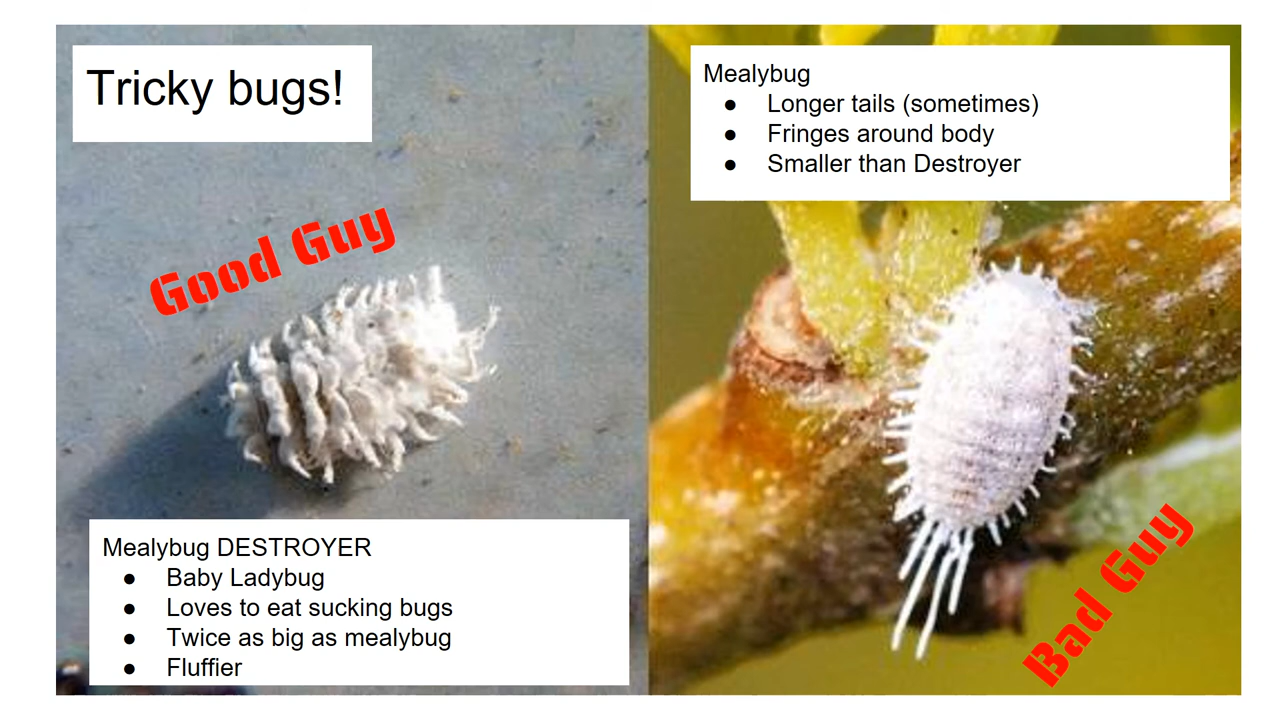 Tricky bugs!
Good Guy
Mealybug DESTROYER
● Baby Ladybug
● Loves to eat sucking bugs
● Twice as big as mealybug
● Fluffier
Mealybug
● Longer tails (sometimes)
● Fringes around body
● Smaller than Destroyer
Bad Guy